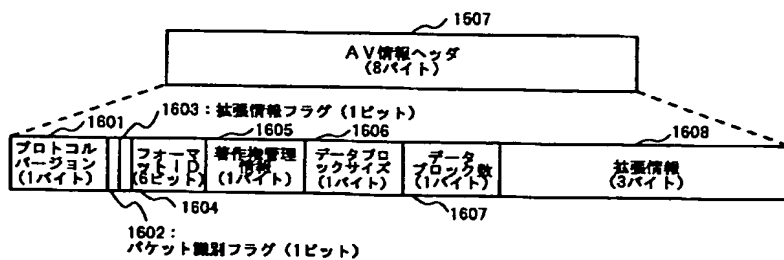 1507
AV情報ヘッダ
(8バイト)
1601
1603：拡張情報フラグ(1ビット)
1605
1606
1608
プロトコル
バージョン
(1バイト)
フォーマ
ットID
(6ビット)
著作権管理
情報
(1バイト)
データブロ
ックサイズ
(1バイト)
データ
ブロック数
(1バイト)
拡張情報
(3バイト)
1604
1607
1602：
パケット識別フラグ(1ビット)